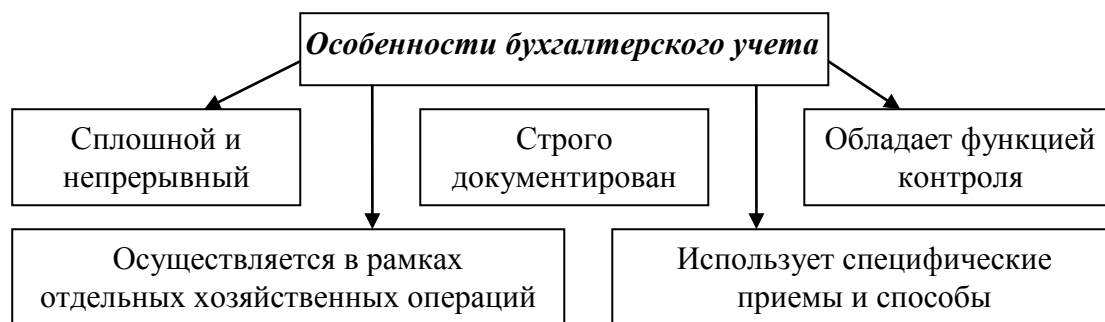 Особенности бухгалтерского учета
Сплошной и
непрерывный
Строго
документирован
Обладает функцией
контроля
Осуществляется в рамках
отдельных хозяйственных операций
Использует специфические
приемы и способы